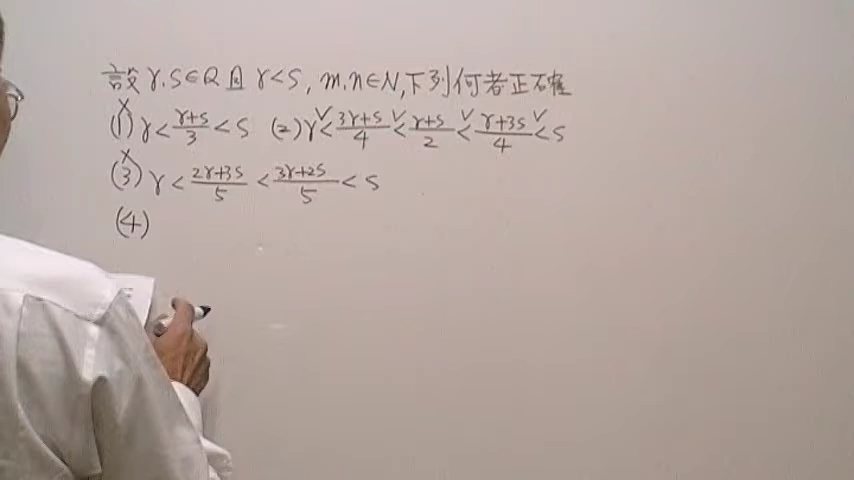 設 r.s∈Q 且 r<s, m.n∈N,下列何者正確
(1) r < (r+s)/3 < s (2) r < (3r+s)/4 < (r+s)/2 < (r+3s)/4 < s
(3) r < (2r+3s)/5 < (3r+2s)/5 < s
(4)